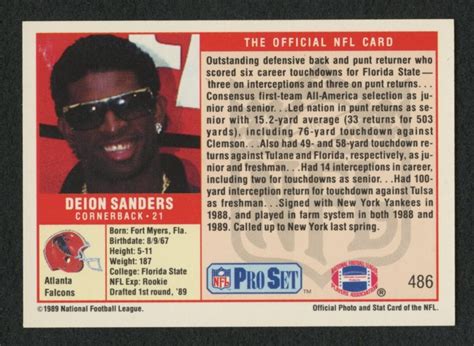 THE OFFICIAL NFL CARD
Outstanding defensive back and punt returner who
scored six career touchdowns for Florida State—
three on interceptions and three on punt returns...
Consensus first-team All-America selection as
junior and senior...Led nation in punt returns as se-
nior with 15.2-yard average (33 returns for 503
yards), including 76-yard touchdown against
Clemson...Also had 49- and 58-yard touchdown re-
turns against Tulane and Florida, respectively, as ju-
nior and freshman...Had 14 interceptions in career,
including two for touchdowns as senior...Had 100-
yard interception return for touchdown against Tulsa
as freshman...Signed with New York Yankees in
1988, and played in farm system in both 1988 and
1989. Called up to New York last spring.
DEION SANDERS
CORNERBACK • 21
Atlanta
Falcons
Born: Fort Myers, Fla.
Birthdate: 8/9/67
Height: 5-11
Weight: 187
College: Florida State
NFL Exp: Rookie
Drafted 1st round, '89
NFL PRO SET TM
486
©1989 National Football League.
Official Photo and Stat Card of the NFL.